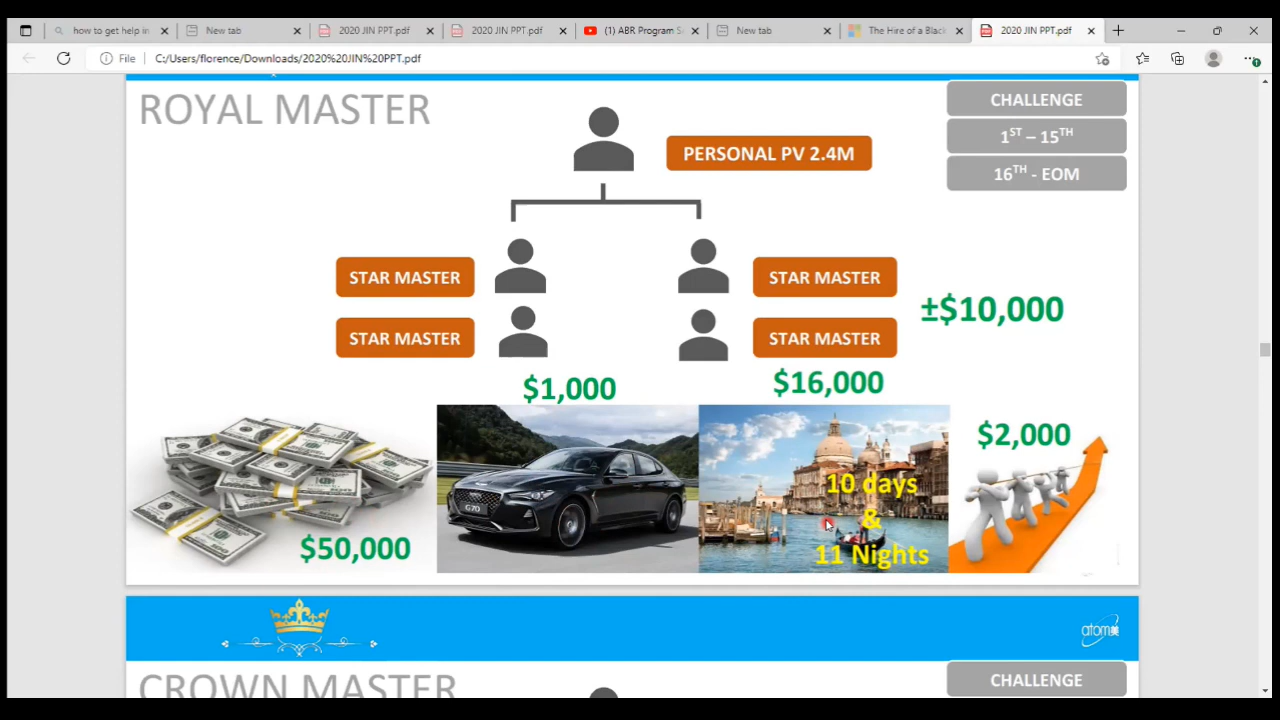 how to get help in
New tab
2020 JIN PPT.pdf
2020 JIN PPT.pdf
(1) ABR Program S
New tab
The Hire of a Black
2020 JIN PPT.pdf
File
C:/Users/florence/Downloads/2020%20JIN%20PPT.pdf
ROYAL MASTER
CHALLENGE
1ST – 15TH
16TH - EOM
PERSONAL PV 2.4M
STAR MASTER
STAR MASTER
STAR MASTER
STAR MASTER
±$10,000
$1,000
$16,000
$2,000
$50,000
G70
10 days
&
11 Nights
atomy
CROWN MASTER
CHALLENGE